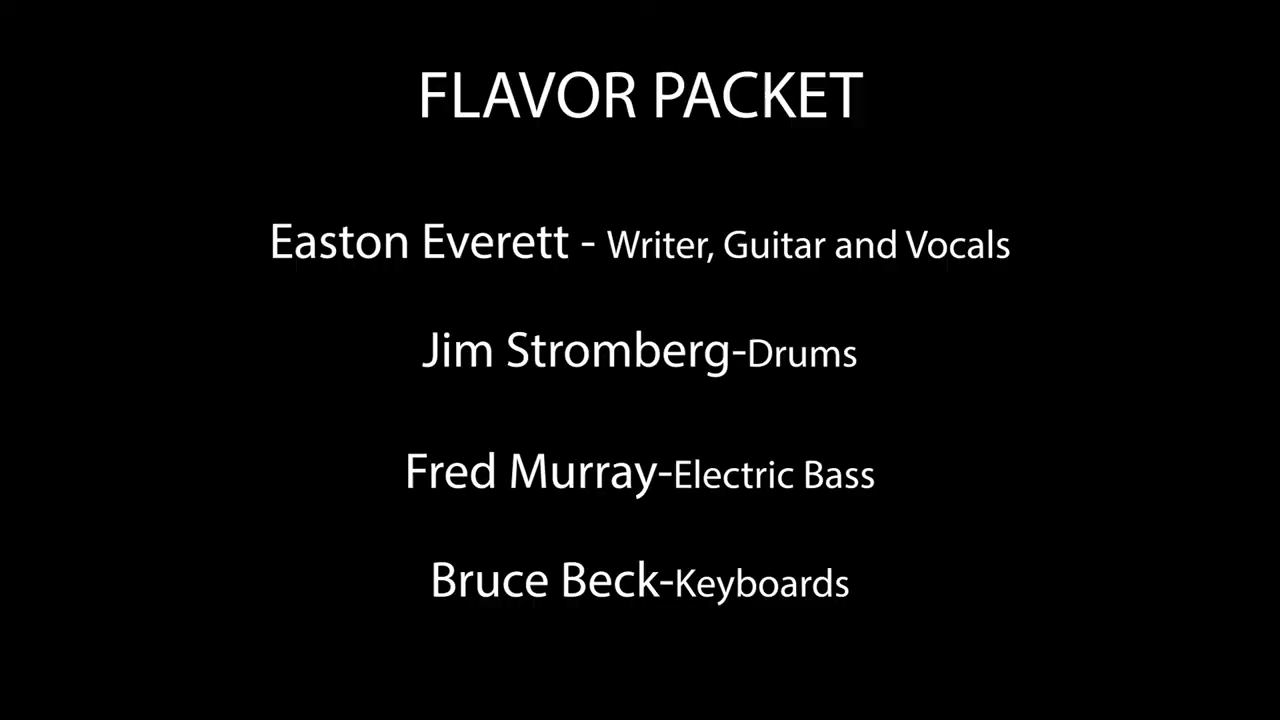 FLAVOR PACKET
Easton Everett - Writer, Guitar and Vocals
Jim Stromberg-Drums
Fred Murray-Electric Bass
Bruce Beck-Keyboards